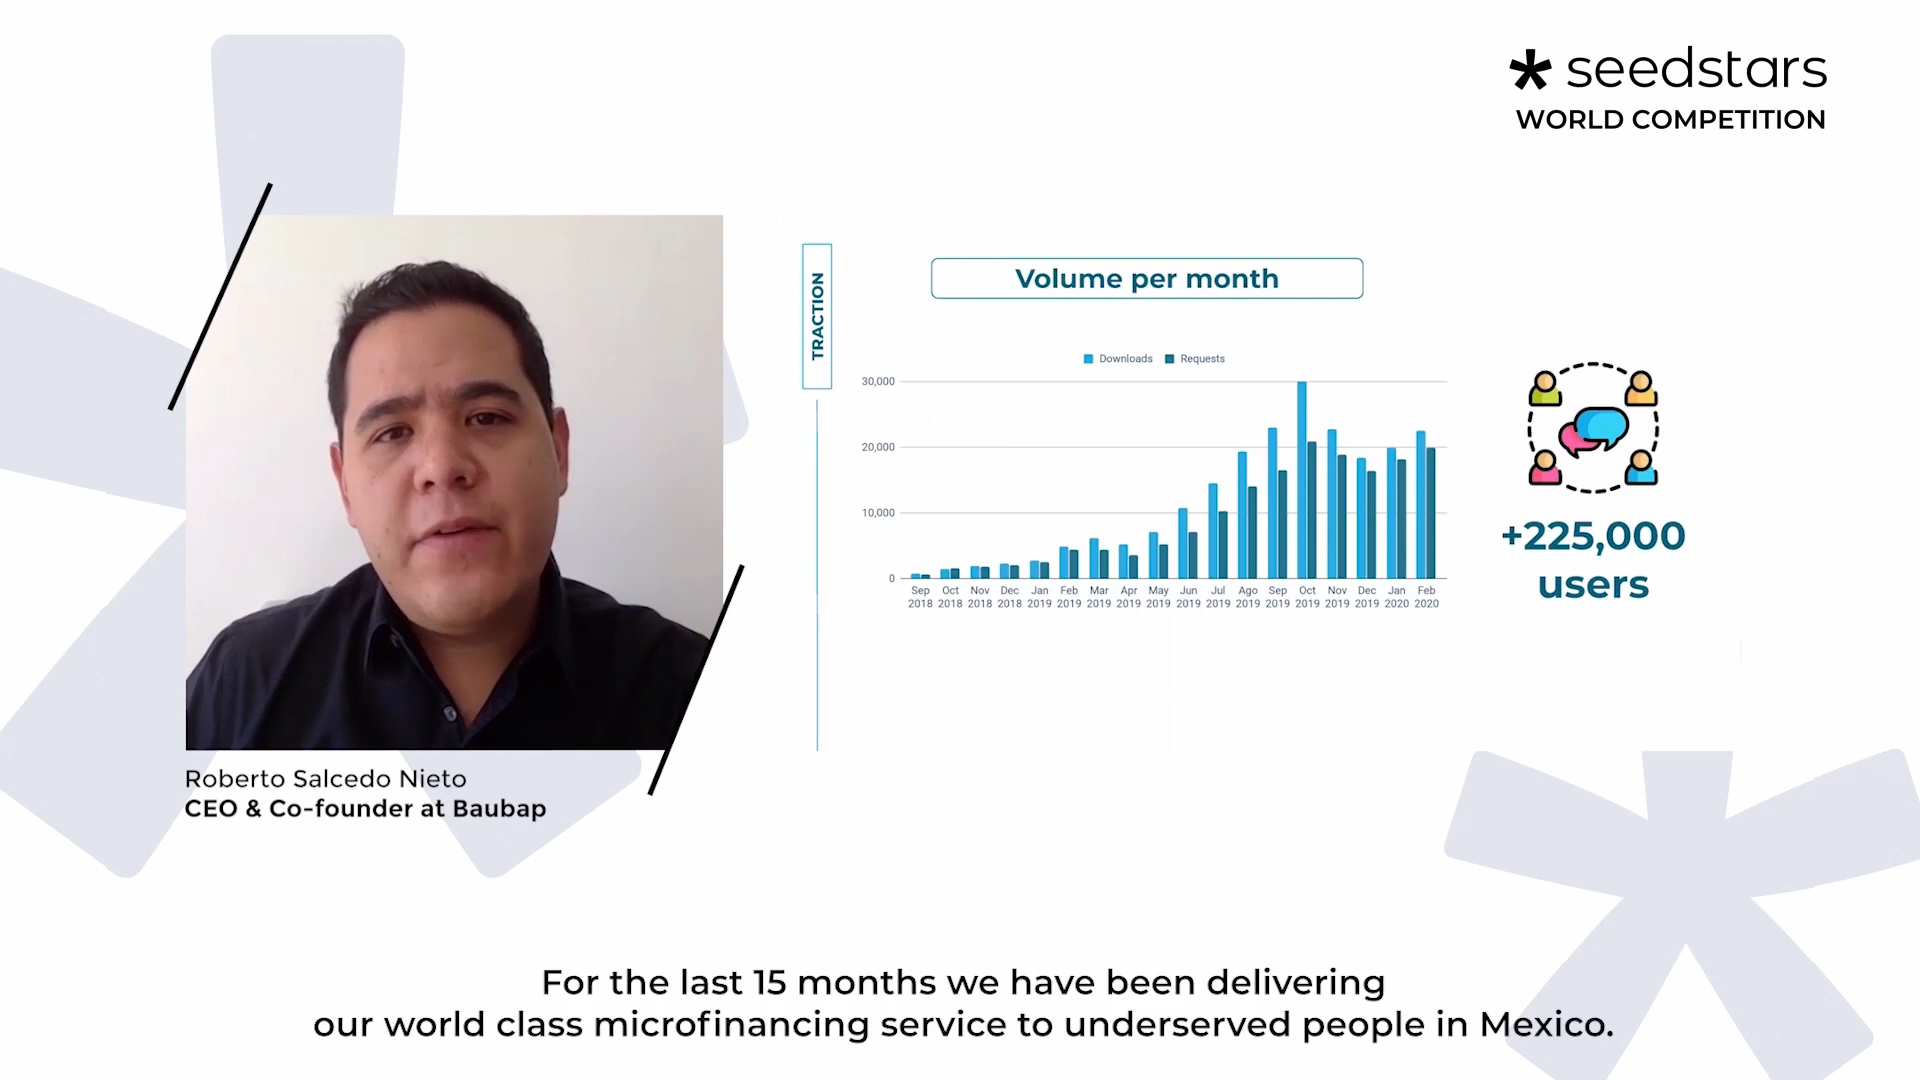 seedstars
WORLD COMPETITION
TRACTION
Volume per month
Downloads Requests
30,000
20,000
10,000
0
Sep Oct Nov Dec Jan Feb Mar Apr May Jun Jul Ago Sep Oct Nov Dec Jan Feb
2018 2018 2018 2018 2019 2019 2019 2019 2019 2019 2019 2019 2019 2019 2019 2019 2020 2020
+225,000
users
Roberto Salcedo Nieto
CEO & Co-founder at Baubap
For the last 15 months we have been delivering
our world class microfinancing service to underserved people in Mexico.